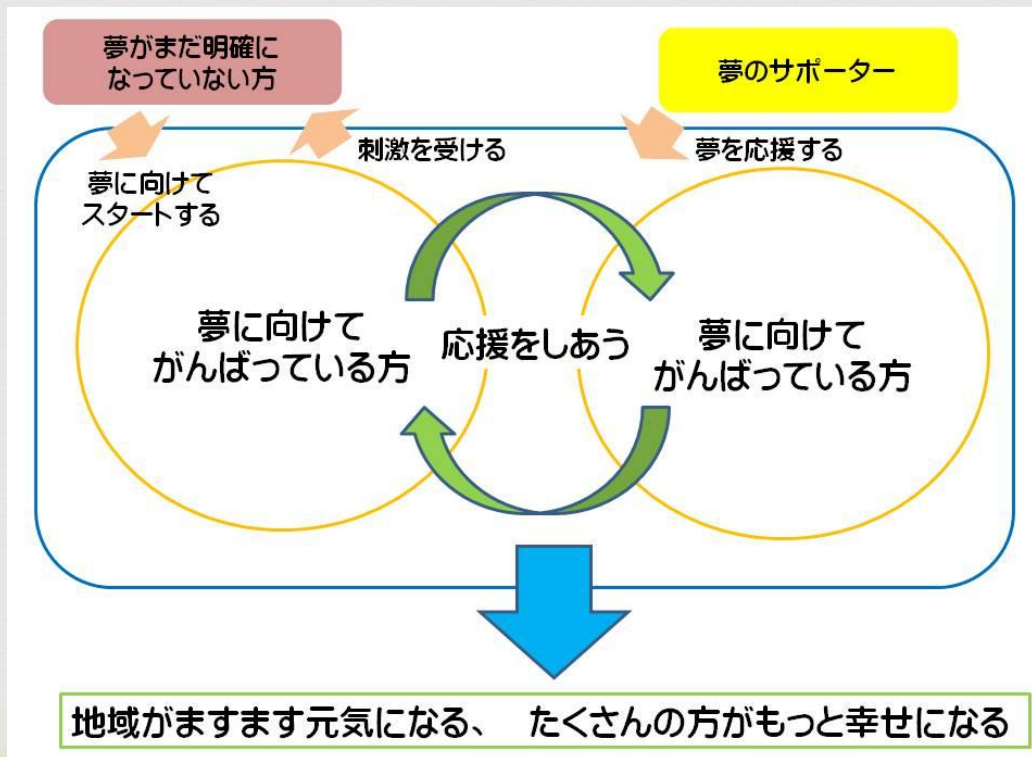 夢がまだ明確に
なっていない方
夢のサポーター
刺激を受ける
夢を応援する
夢に向けて
スタートする
夢に向けて
がんばっている方
応援をしあう
夢に向けて
がんばっている方
地域がますます元気になる、　たくさんの方がもっと幸せになる